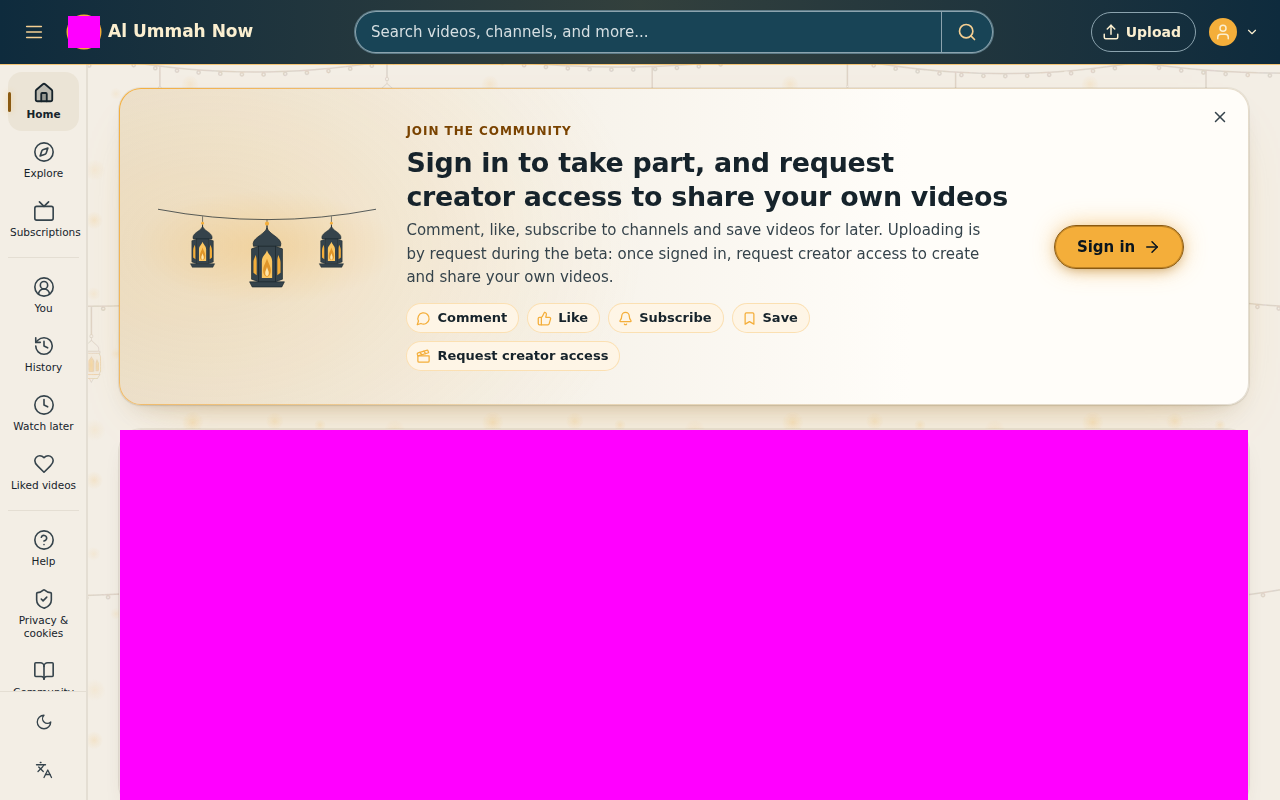 Al Ummah Now
Search videos, channels, and more...
Upload
Home
Explore
Subscriptions
You
History
Watch later
Liked videos
Help
Privacy &
cookies
Community
JOIN THE COMMUNITY
Sign in to take part, and request
creator access to share your own videos
Comment, like, subscribe to channels and save videos for later. Uploading is
by request during the beta: once signed in, request creator access to create
and share your own videos.
Comment
Like
Subscribe
Save
Request creator access
Sign in